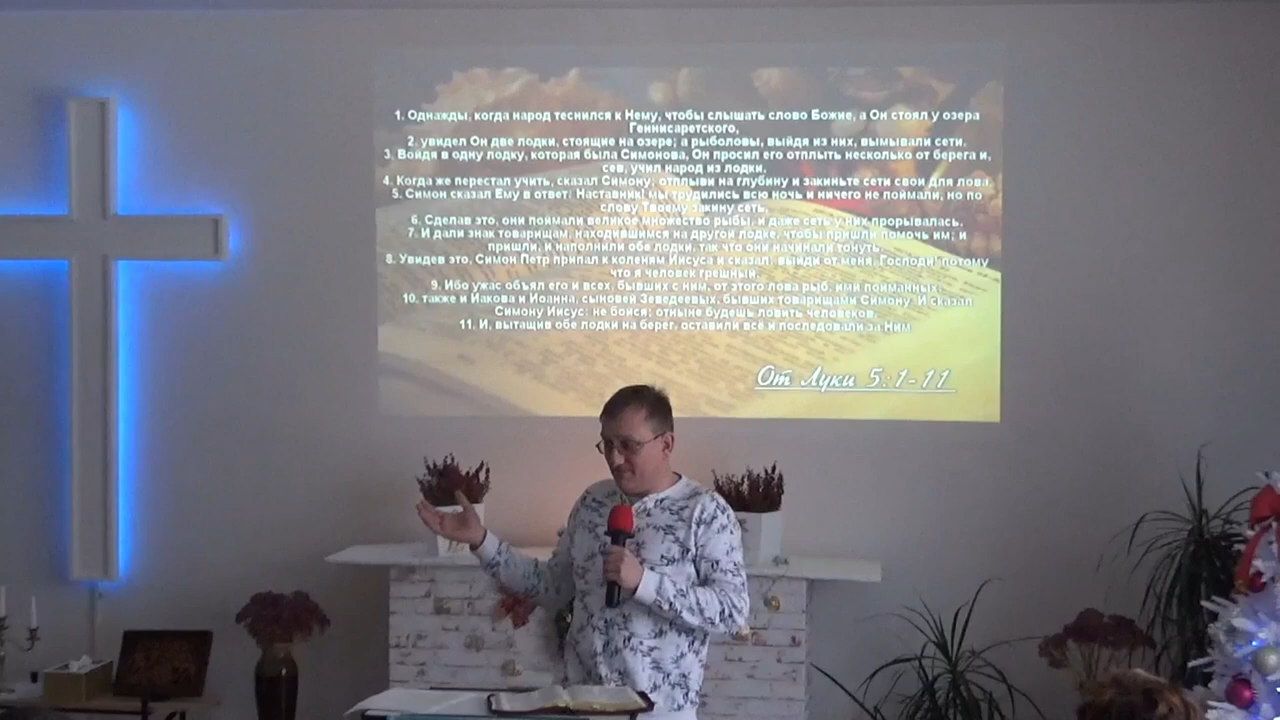 1. Однажды, когда народ теснился к Нему, чтобы слышать слово Божие, а Он стоял у озера
Геннисаретского,
2. увидел Он две лодки, стоящие на озере; а рыболовы, выйдя из них, вымывали сети.
3. Войдя в одну лодку, которая была Симонова, Он просил его отплыть несколько от берега и,
сев, учил народ из лодки.
4. Когда же перестал учить, сказал Симону: отплыви на глубину и закиньте сети свои для лова.
5. Симон сказал Ему в ответ: Наставник! мы трудились всю ночь и ничего не поймали, но по
слову Твоему закину сеть.
6. Сделав это, они поймали великое множество рыбы, и даже сеть у них прорывалась.
7. И дали знак товарищам, находившимся на другой лодке, чтобы пришли помочь им; и
пришли, и наполнили обе лодки, так что они начинали тонуть.
8. Увидев это, Симон Петр припал к коленям Иисуса и сказал: выйди от меня, Господи! потому
что я человек грешный.
9. Ибо ужас объял его и всех, бывших с ним, от этого лова рыб, ими пойманных;
10. также и Иакова и Иоанна, сыновей Зеведеевых, бывших товарищами Симону. И сказал
Симону Иисус: не бойся; отныне будешь ловить человеков.
11. И, вытащив обе лодки на берег, оставили всё и последовали за Ним
От Луки 5:1-11